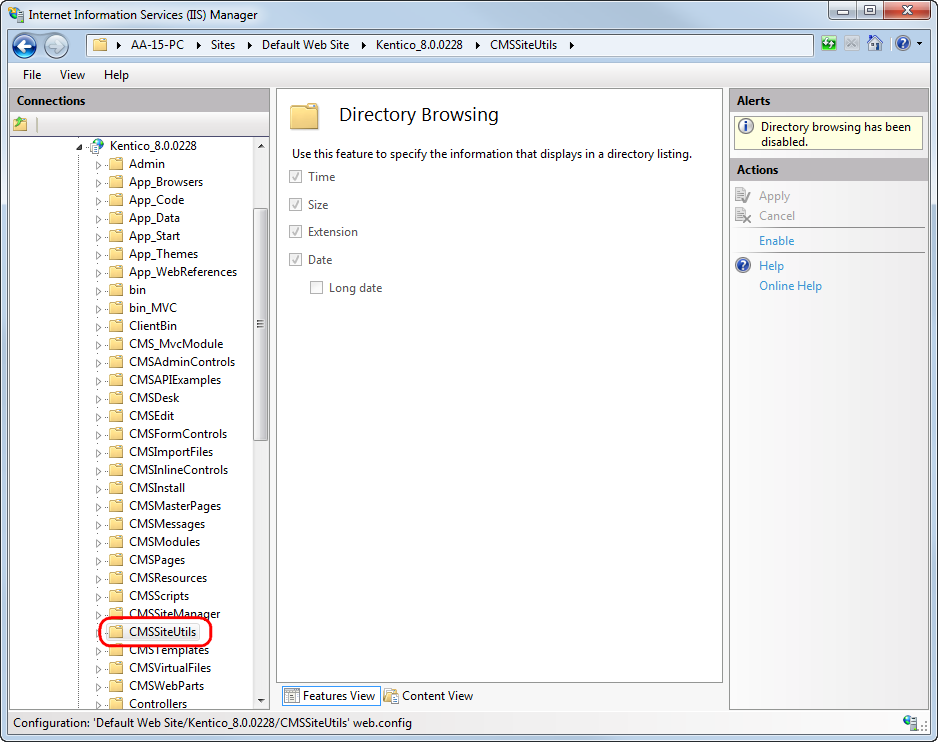 Internet Information Services (IIS) Manager
AA-15-PC Sites Default Web Site Kentico_8.0.0228 CMSSiteUtils
File View Help
Connections
Kentico_8.0.0228
Admin
App_Browsers
App_Code
App_Data
App_Start
App_Themes
App_WebReferences
bin
bin_MVC
ClientBin
CMS_MvcModule
CMSAdminControls
CMSAPIExamples
CMSDesk
CMSEdit
CMSFormControls
CMSImportFiles
CMSInlineControls
CMSInstall
CMSMasterPages
CMSMessages
CMSModules
CMSPages
CMSResources
CMSScripts
CMSSiteManager
CMSSiteUtils
CMSTemplates
CMSVirtualFiles
CMSWebParts
Controllers
Directory Browsing
Use this feature to specify the information that displays in a directory listing.
Time
Size
Extension
Date
Long date
Features View Content View
Alerts
Directory browsing has been
disabled.
Actions
Apply
Cancel
Enable
Help
Online Help
Configuration: 'Default Web Site/Kentico_8.0.0228/CMSSiteUtils' web.config